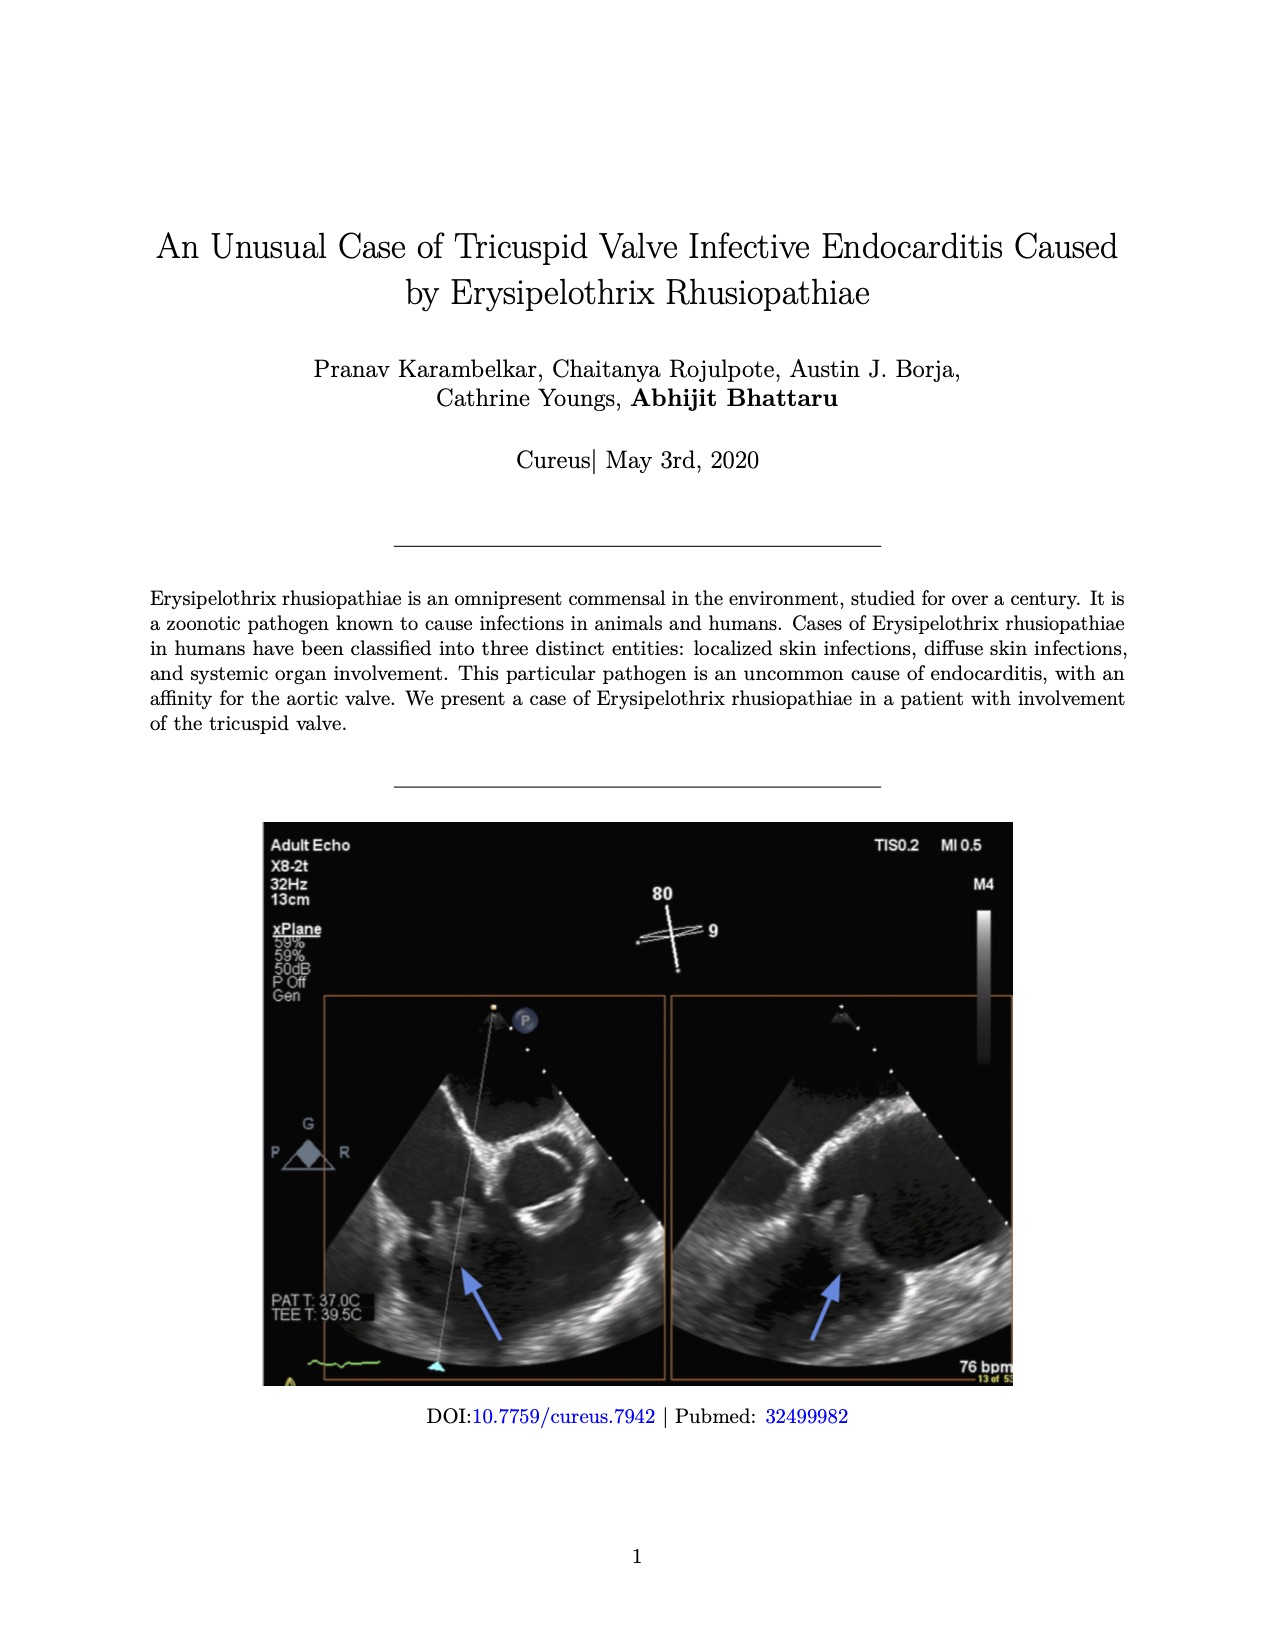 An Unusual Case of Tricuspid Valve Infective Endocarditis Caused
by Erysipelothrix Rhusiopathiae
Pranav Karambelkar, Chaitanya Rojulpote, Austin J. Borja,
Cathrine Youngs, Abhijit Bhattaru
Cureus| May 3rd, 2020
Erysipelothrix rhusiopathiae is an omnipresent commensal in the environment, studied for over a century. It is
a zoonotic pathogen known to cause infections in animals and humans. Cases of Erysipelothrix rhusiopathiae
in humans have been classified into three distinct entities: localized skin infections, diffuse skin infections,
and systemic organ involvement. This particular pathogen is an uncommon cause of endocarditis, with an
affinity for the aortic valve. We present a case of Erysipelothrix rhusiopathiae in a patient with involvement
of the tricuspid valve.
Adult Echo
TIS0.2 MI 0.5
X8-2t
32Hz
13cm
M4
80
9
xPlane
59%
59%
50dB
P Off
Gen
P
G
P R
PAT T: 37.0C
TEE T: 39.5C
76 bpm
13 of 53
DOI:10.7759/cureus.7942 | Pubmed: 32499982
1